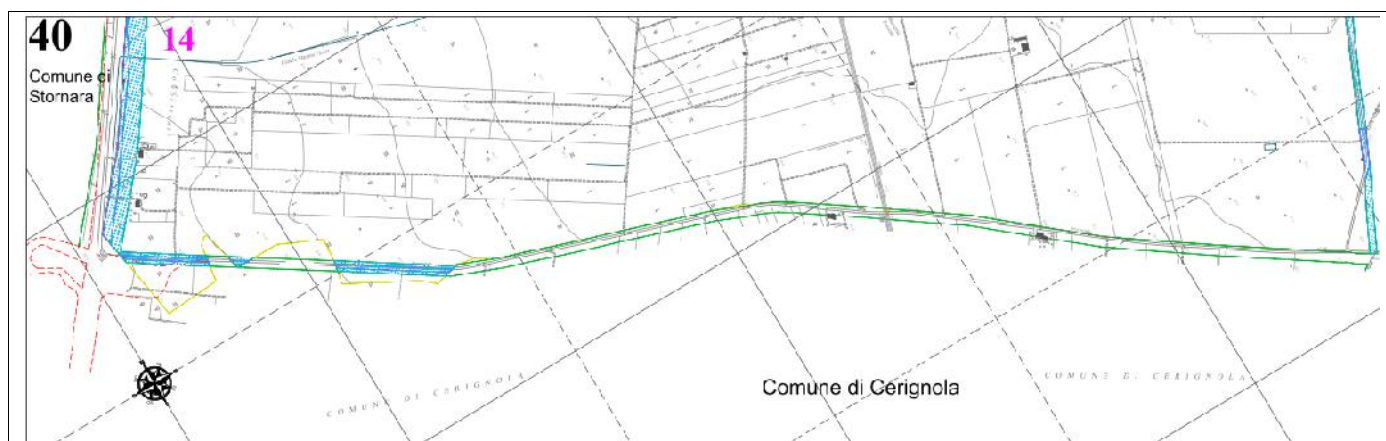 40
14
Comune di
Stornara
Comune di Cerignola
COMUNE DI CERIGNOLA
COMUNE DI CERIGNOLA